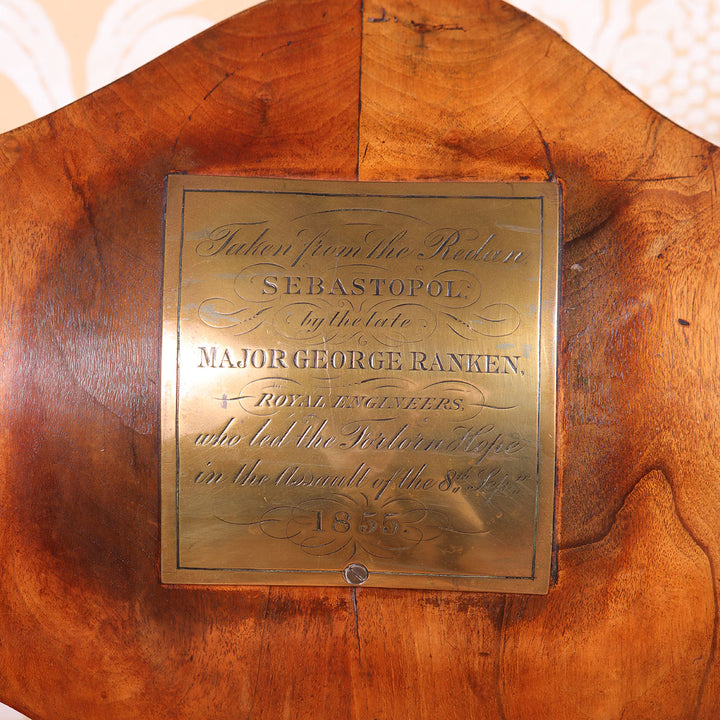 Taken from the Redan
SEBASTOPOL.
by the late
MAJOR GEORGE RANKEN,
ROYAL ENGINEERS,
who led the Forlorn Hope
in the Assault of the 8th Sepr
1855.